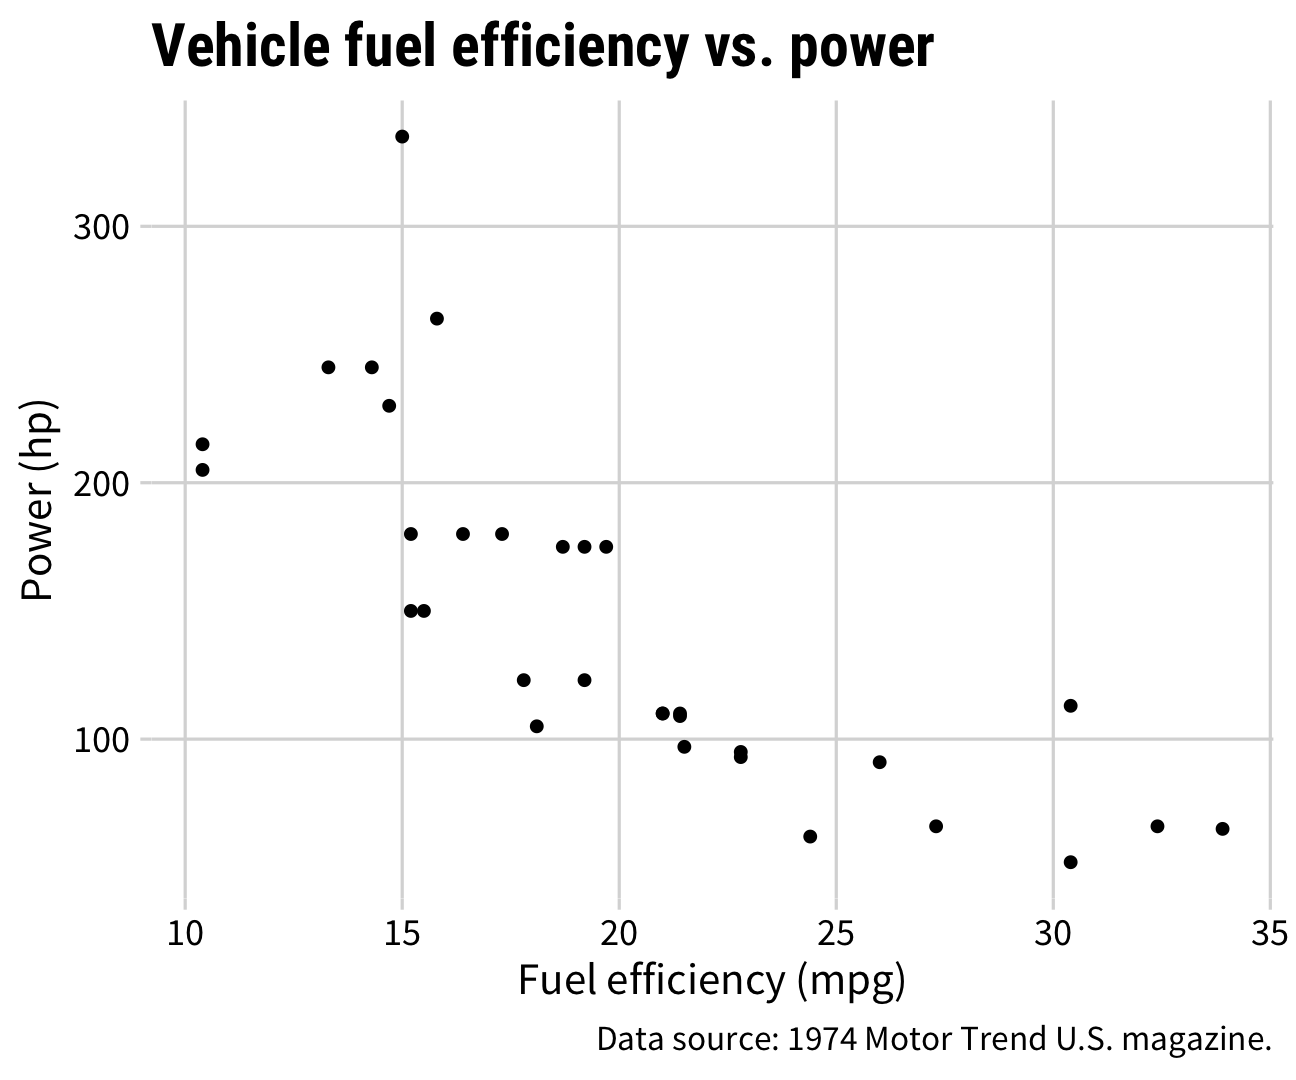 Vehicle fuel efficiency vs. power
300
200
100
Power (hp)
10 15 20 25 30 35
Fuel efficiency (mpg)
Data source: 1974 Motor Trend U.S. magazine.